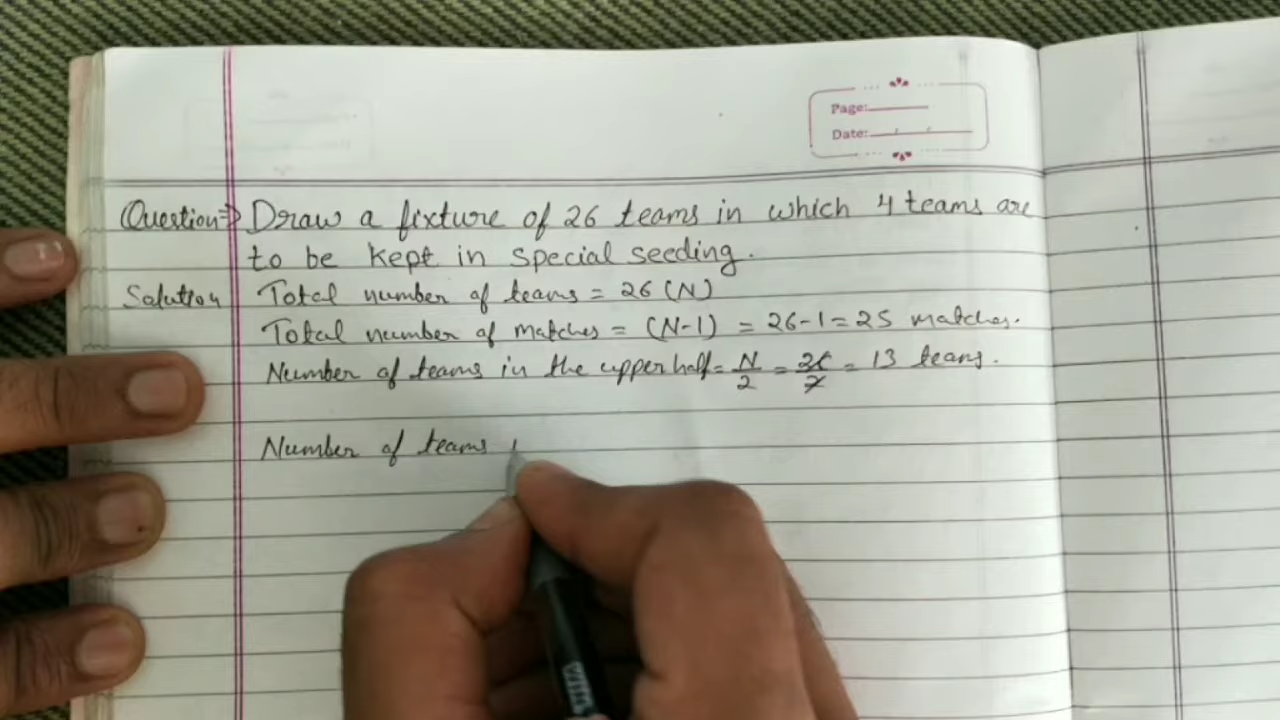 Page:
Date:
Question⇒ Draw a fixture of 26 teams in which 4 teams are
to be kept in special seeding.
Solution Total number of teams = 26 (N)
Total number of matches = (N-1) = 26-1 = 25 matches.
Number of teams in the upper half = N/2 = 26/2 = 13 teams.
Number of teams